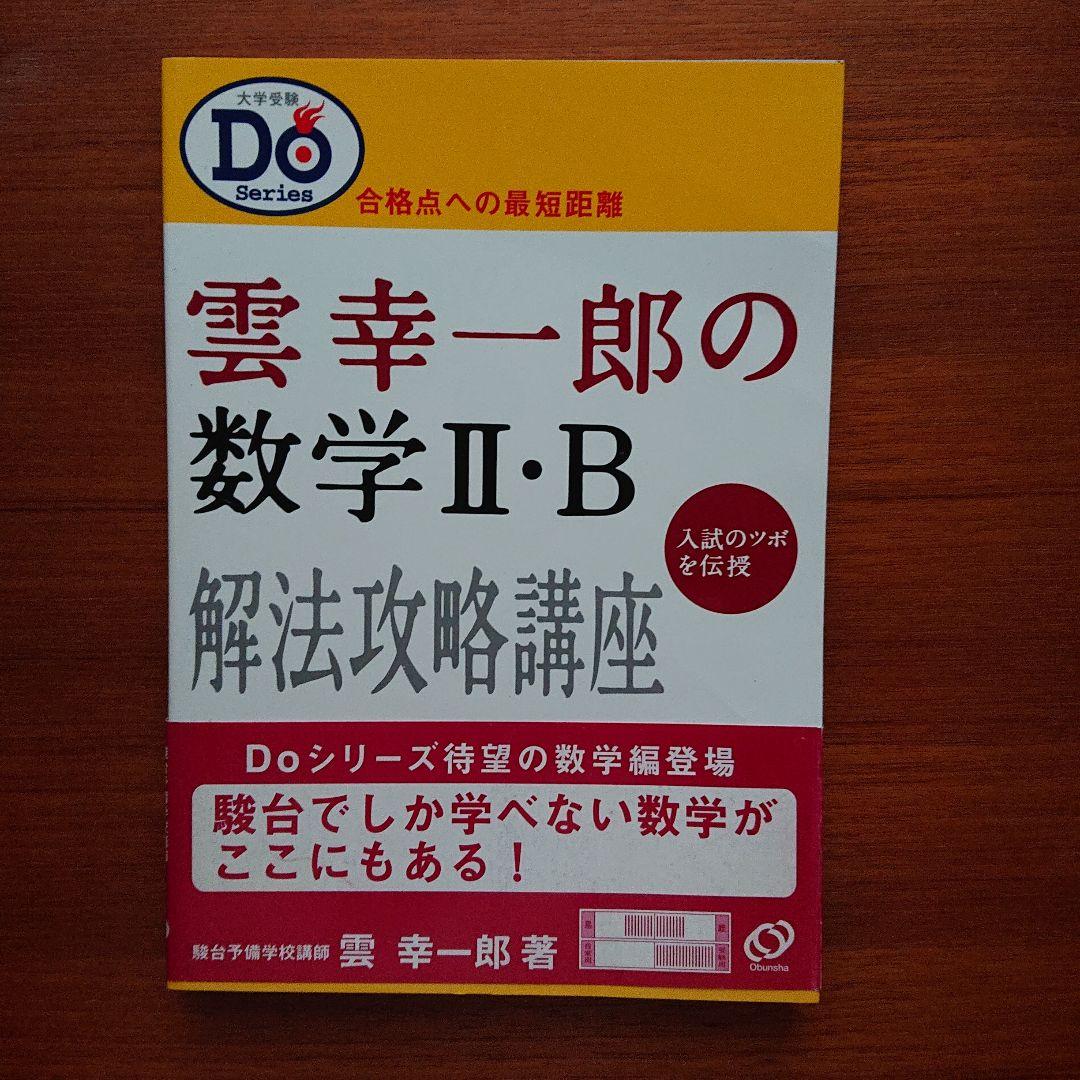 大学受験
Do
Series
合格点への最短距離
雲幸一郎の
数学Ⅱ・B
入試のツボ
を伝授
解法攻略講座
Doシリーズ待望の数学編登場
駿台でしか学べない数学が
ここにもある!
駿台予備学校講師 雲 幸一郎 著
Obunsha